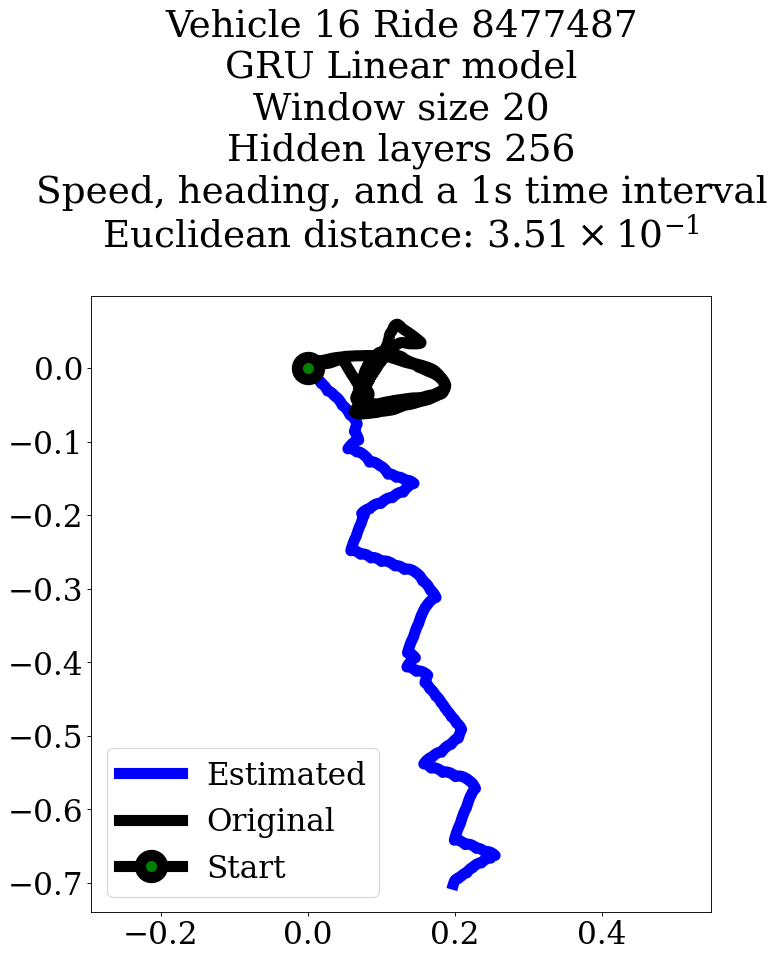 Vehicle 16 Ride 8477487
GRU Linear model
Window size 20
Hidden layers 256
Speed, heading, and a 1s time interval
Euclidean distance: $3.51 × 10^{-1}$
0.0
−0.1
−0.2
−0.3
−0.4
−0.5
−0.6
−0.7
Estimated
Original
Start
−0.2 0.0 0.2 0.4